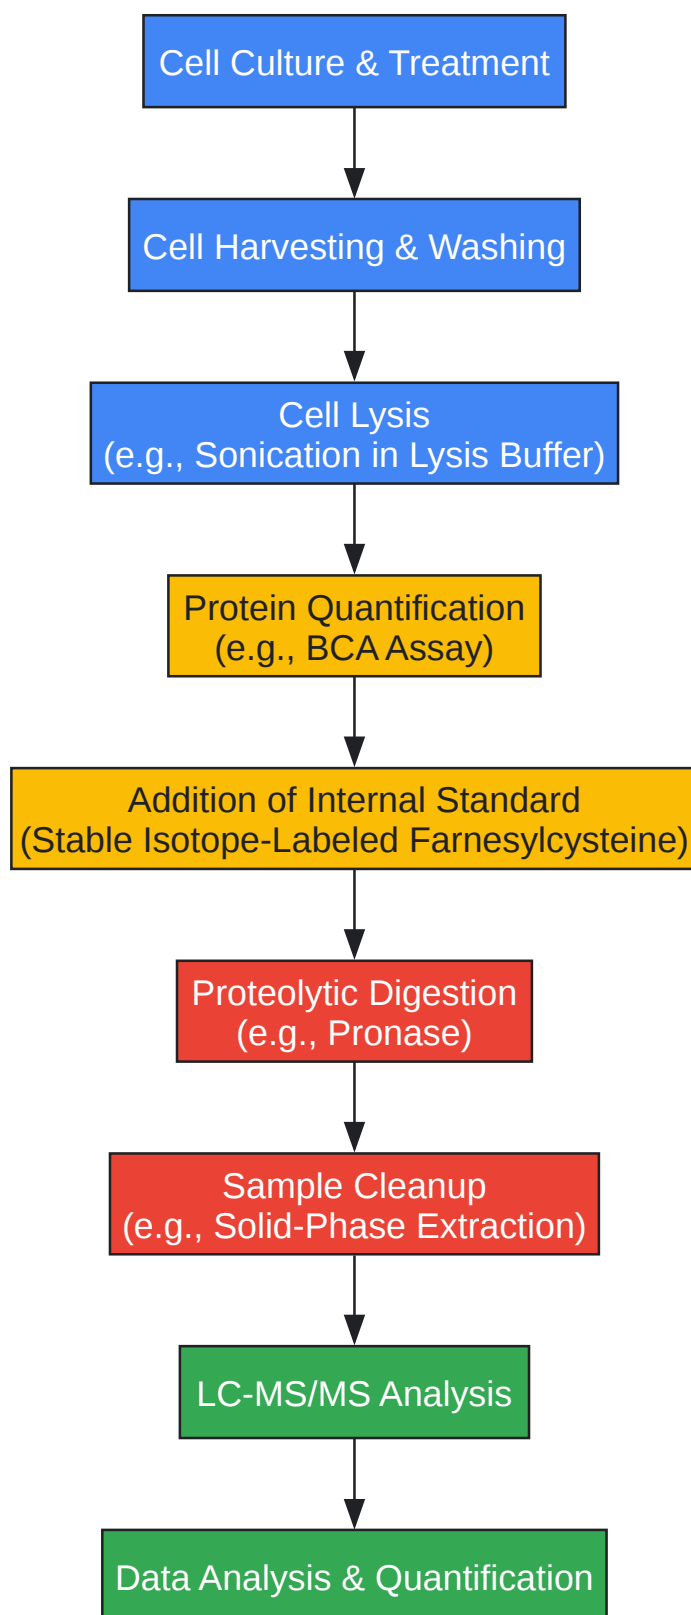 Cell Culture & Treatment
Cell Harvesting & Washing
Cell Lysis
(e.g., Sonication in Lysis Buffer)
Protein Quantification
(e.g., BCA Assay)
Addition of Internal Standard
(Stable Isotope-Labeled Farnesylcysteine)
Proteolytic Digestion
(e.g., Pronase)
Sample Cleanup
(e.g., Solid-Phase Extraction)
LC-MS/MS Analysis
Data Analysis & Quantification